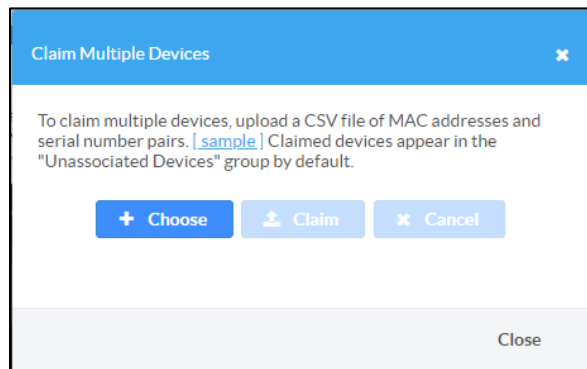 Claim Multiple Devices
To claim multiple devices, upload a CSV file of MAC addresses and
serial number pairs. [ sample ] Claimed devices appear in the
"Unassociated Devices" group by default.
Choose Claim Cancel
Close